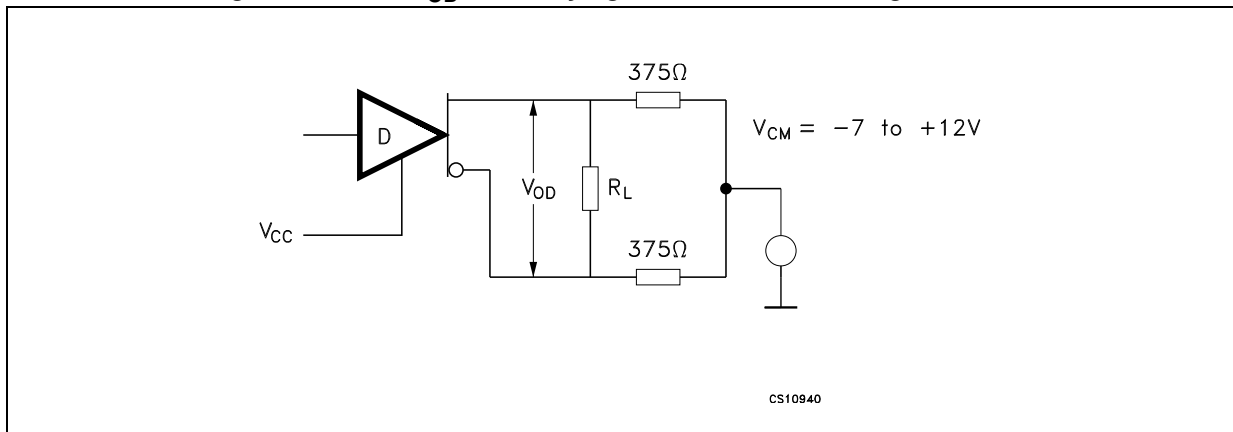 375Ω
V_CM = −7 to +12V
D
V_OD
R_L
V_CC
375Ω
CS10940